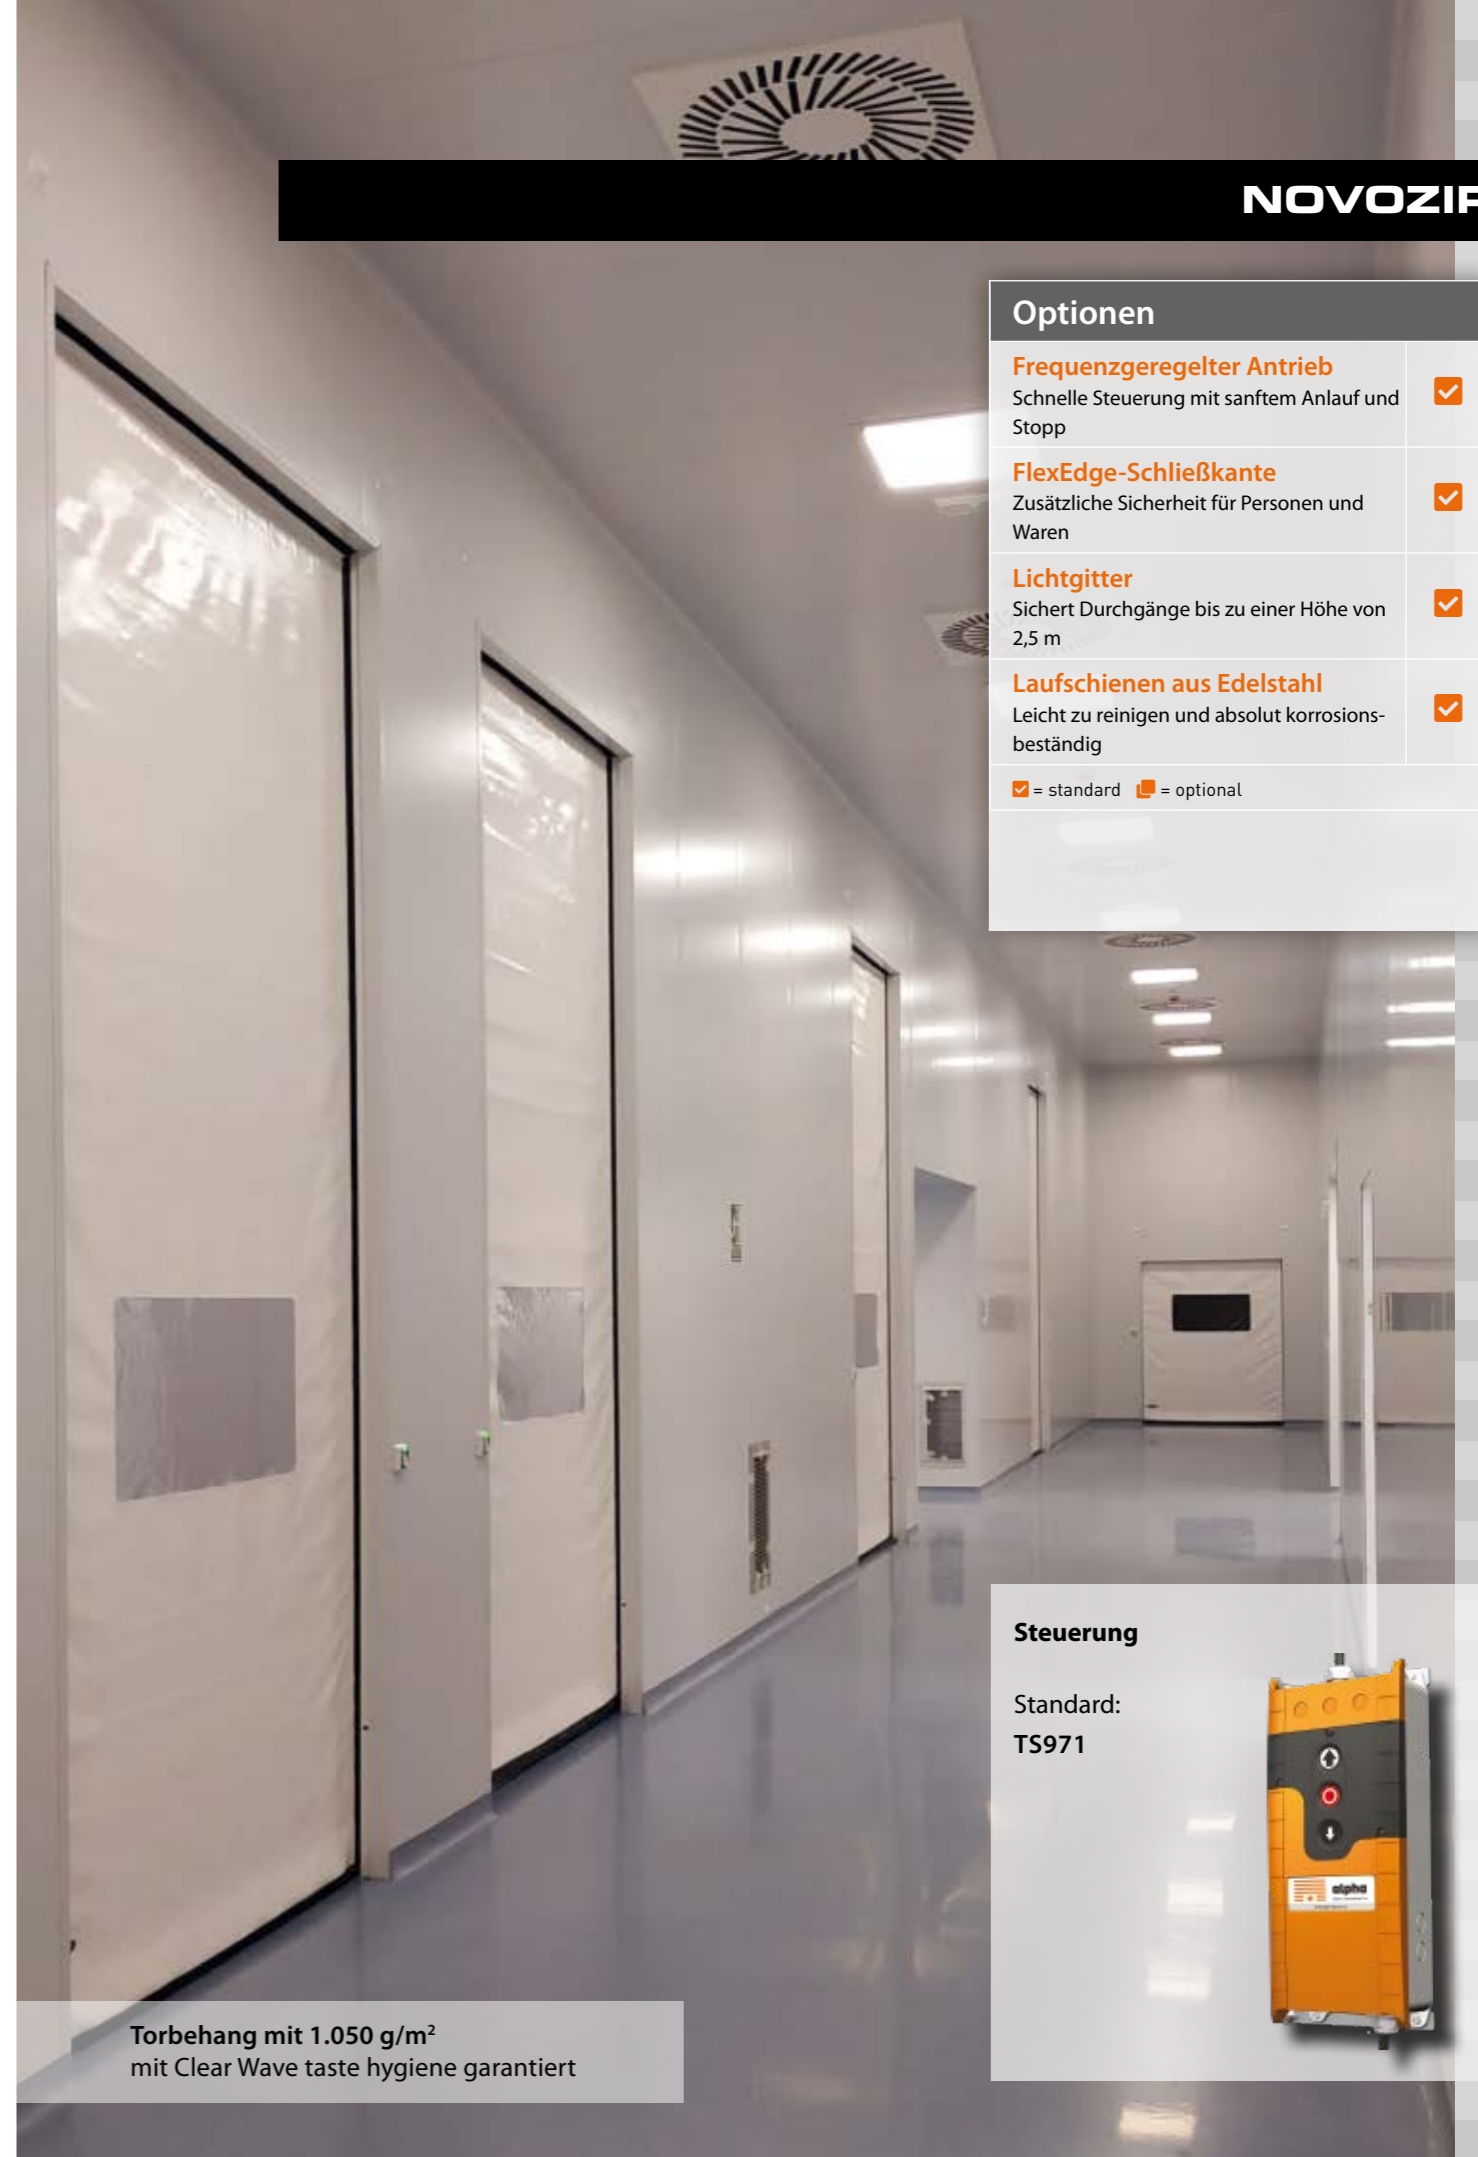 NOVOZIP
Optionen
Frequenzgeregelter Antrieb
Schnelle Steuerung mit sanftem Anlauf und
Stopp
FlexEdge-Schließkante
Zusätzliche Sicherheit für Personen und
Waren
Lichtgitter
Sichert Durchgänge bis zu einer Höhe von
2,5 m
Laufschienen aus Edelstahl
Leicht zu reinigen und absolut korrosions-
beständig
= standard = optional
Steuerung
Standard:
TS971
alpha
Torbehang mit 1.050 g/m²
mit Clear Wave taste hygiene garantiert